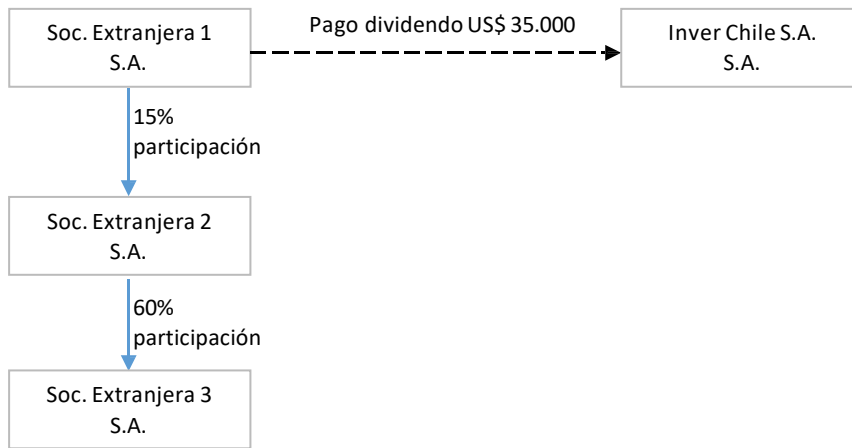 Soc. Extranjera 1
S.A.
Pago dividendo US$ 35.000
Inver Chile S.A.
S.A.
15%
participación
Soc. Extranjera 2
S.A.
60%
participación
Soc. Extranjera 3
S.A.